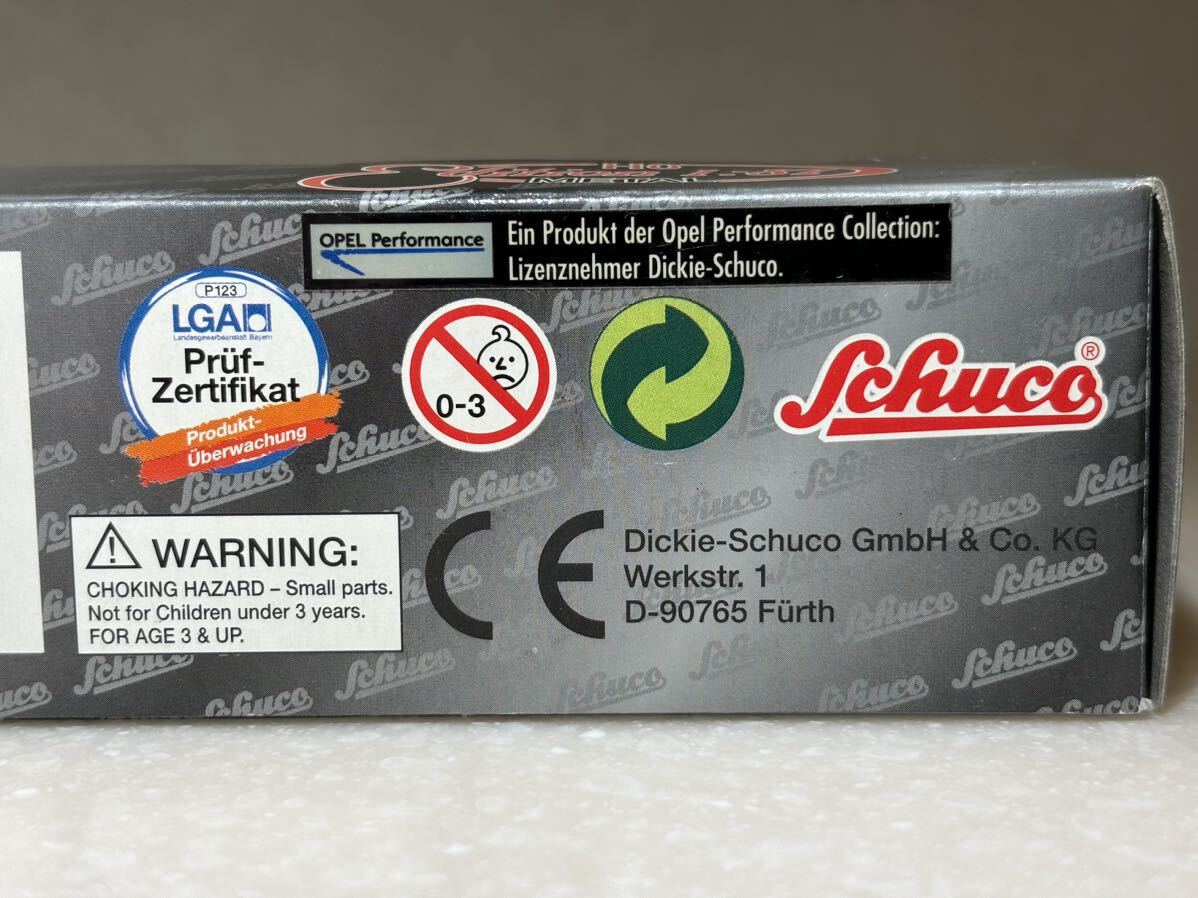 METAL
OPEL Performance
Ein Produkt der Opel Performance Collection:
Lizenznehmer Dickie-Schuco.
P123
LGA
Landesgewerbeanstalt Bayern
Prüf-
Zertifikat
Produkt-
Überwachung
0-3
Schuco®
WARNING:
CHOKING HAZARD – Small parts.
Not for Children under 3 years.
FOR AGE 3 & UP.
CE
Dickie-Schuco GmbH & Co. KG
Werkstr. 1
D-90765 Fürth